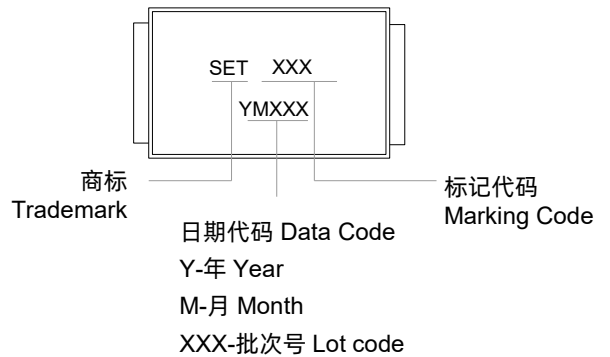 SET XXX
YMXXX
商标
Trademark
标记代码
Marking Code
日期代码 Data Code
Y-年 Year
M-月 Month
XXX-批次号 Lot code